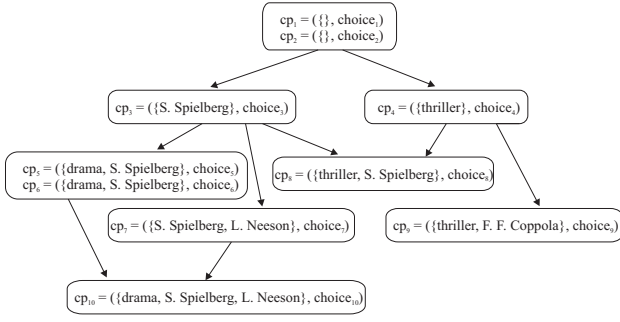 cp₁ = ({}, choice₁)
cp₂ = ({}, choice₂)
cp₃ = ({S. Spielberg}, choice₃)
cp₄ = ({thriller}, choice₄)
cp₅ = ({drama, S. Spielberg}, choice₅)
cp₆ = ({drama, S. Spielberg}, choice₆)
cp₈ = ({thriller, S. Spielberg}, choice₈)
cp₇ = ({S. Spielberg, L. Neeson}, choice₇)
cp₉ = ({thriller, F. F. Coppola}, choice₉)
cp₁₀ = ({drama, S. Spielberg, L. Neeson}, choice₁₀)